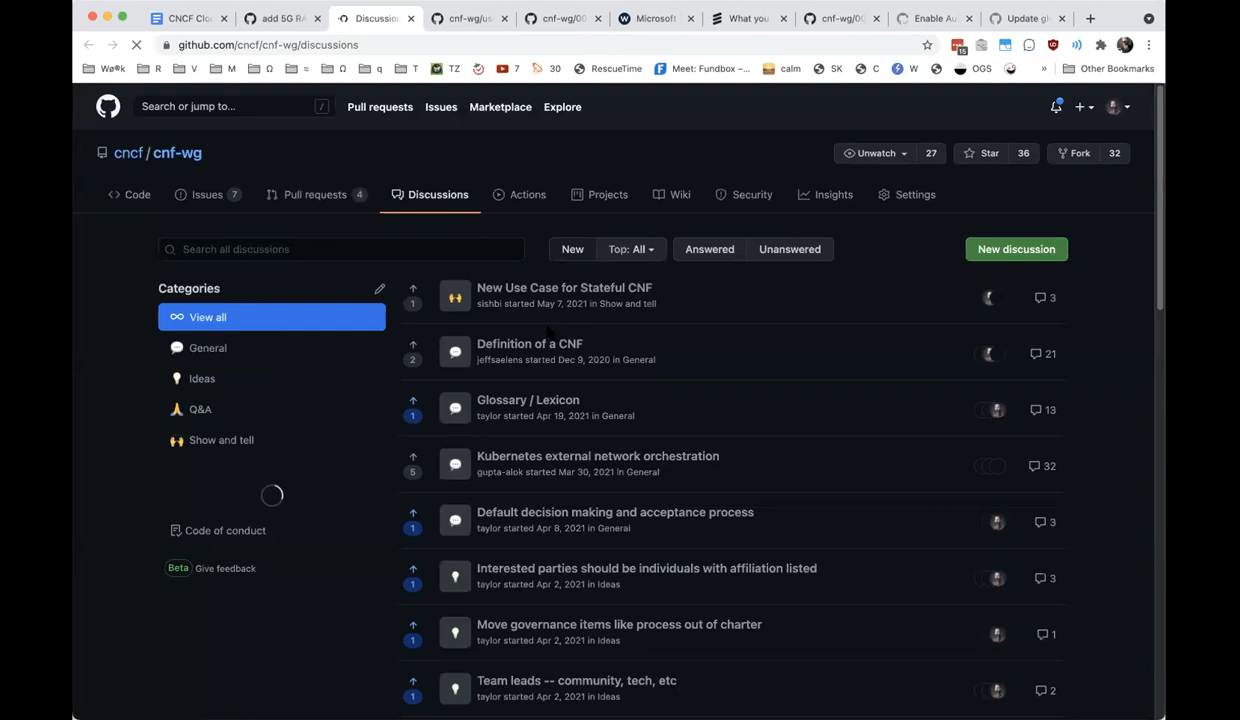 CNCF Clou
add 5G RA
Discussion
cnf-wg/us
cnf-wg/00
Microsoft
What you
cnf-wg/00
Enable Au
Update gl
github.com/cncf/cnf-wg/discussions
15
Wø®k
R
V
M
Ω
≈
Ω
q
T
TZ
7
30
RescueTime
Meet: Fundbox –...
calm
SK
C
W
OGS
»
Other Bookmarks
Search or jump to...
/
Pull requests
Issues
Marketplace
Explore
cncf / cnf-wg
Unwatch
27
Star
36
Fork
32
Code
Issues 7
Pull requests 4
Discussions
Actions
Projects
Wiki
Security
Insights
Settings
Search all discussions
New
Top: All
Answered
Unanswered
New discussion
Categories
View all
General
Ideas
Q&A
Show and tell
Code of conduct
Beta Give feedback
1
New Use Case for Stateful CNF
sishbi started May 7, 2021 in Show and tell
3
2
Definition of a CNF
jeffsaelens started Dec 9, 2020 in General
21
1
Glossary / Lexicon
taylor started Apr 19, 2021 in General
13
5
Kubernetes external network orchestration
gupta-alok started Mar 30, 2021 in General
32
1
Default decision making and acceptance process
taylor started Apr 8, 2021 in General
3
1
Interested parties should be individuals with affiliation listed
taylor started Apr 2, 2021 in Ideas
3
1
Move governance items like process out of charter
taylor started Apr 2, 2021 in Ideas
1
1
Team leads -- community, tech, etc
taylor started Apr 2, 2021 in Ideas
2